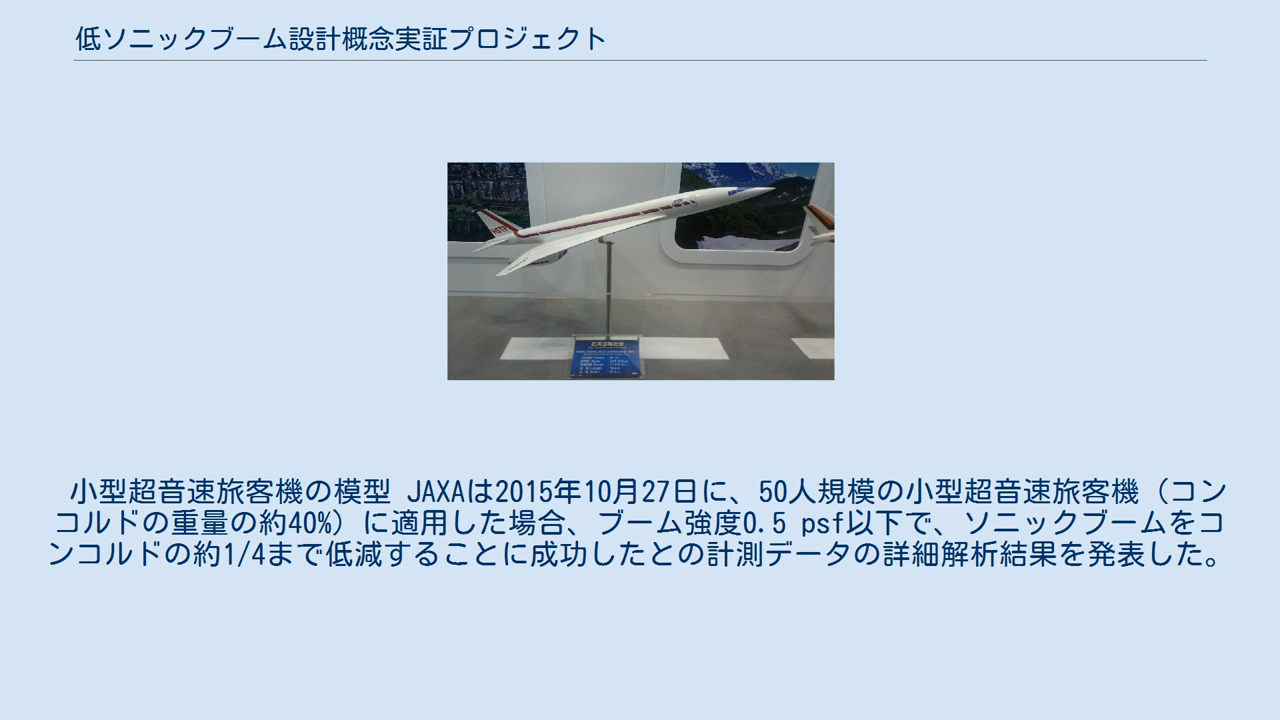 低ソニックブーム設計概念実証プロジェクト
小型超音速旅客機の模型 JAXAは2015年10月27日に、50人規模の小型超音速旅客機（コン
コルドの重量の約40%）に適用した場合、ブーム強度0.5 psf以下で、ソニックブームをコ
ンコルドの約1/4まで低減することに成功したとの計測データの詳細解析結果を発表した。